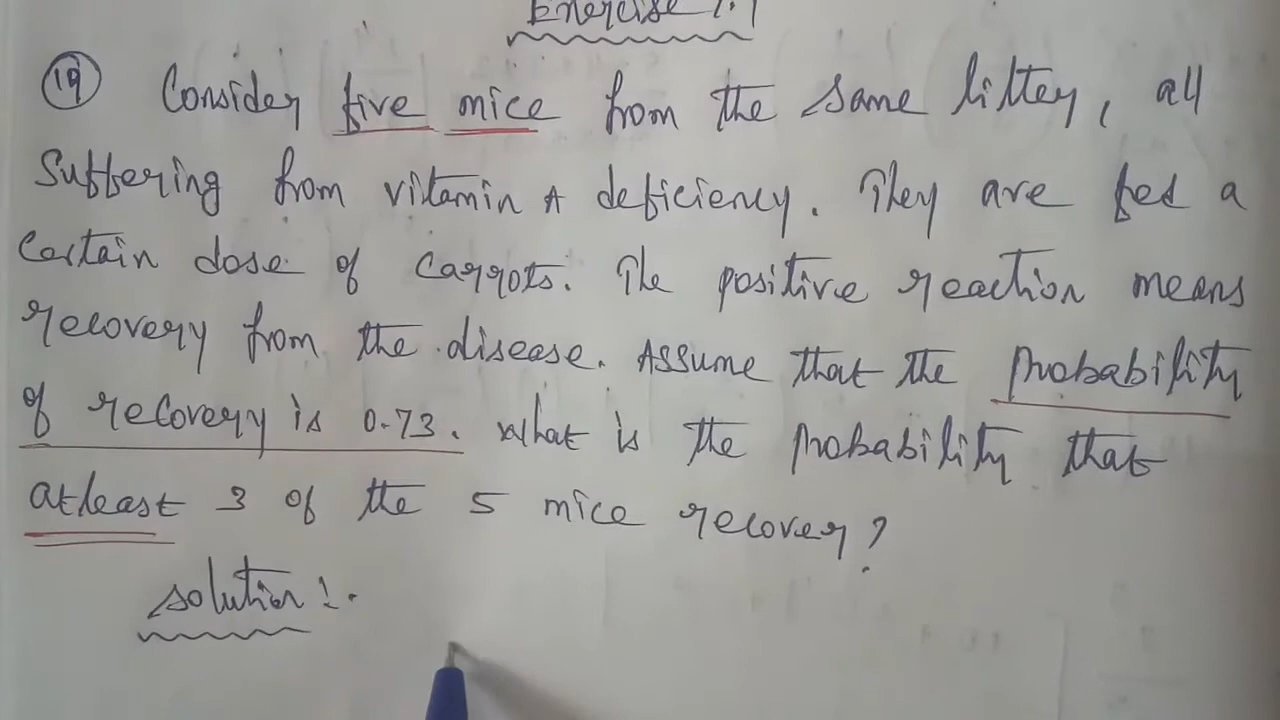 Exercise 7.1
19 Consider five mice from the same litter, all
suffering from vitamin A deficiency. They are fed a
certain dose of carrots. The positive reaction means
recovery from the disease. Assume that the probability
of recovery is 0.73. What is the probability that
atleast 3 of the 5 mice recover?
Solution:-